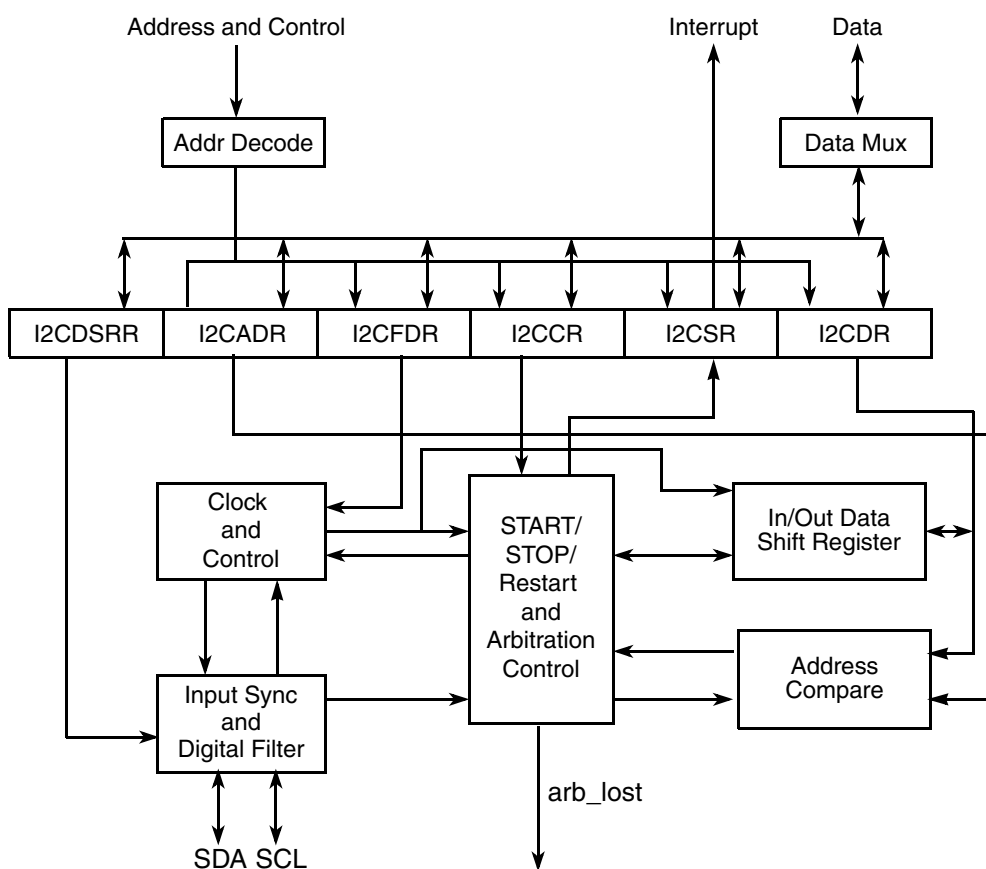 Address and Control
Interrupt
Data
Addr Decode
Data Mux
I2CDSRR
I2CADR
I2CFDR
I2CCR
I2CSR
I2CDR
Clock
and
Control
START/
STOP/
Restart
and
Arbitration
Control
In/Out Data
Shift Register
Input Sync
and
Digital Filter
Address
Compare
arb_lost
SDA
SCL